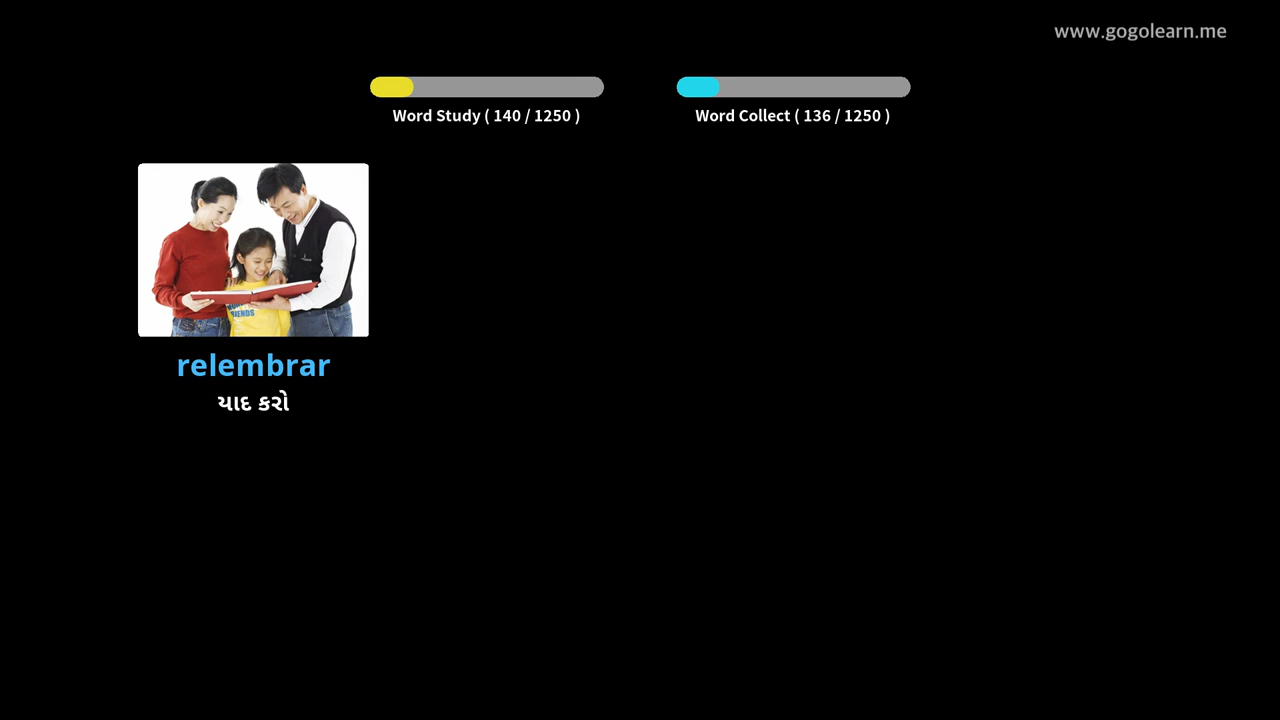 www.gogolearn.me
Word Study ( 140 / 1250 )
Word Collect ( 136 / 1250 )
relembrar
યાદ કરો